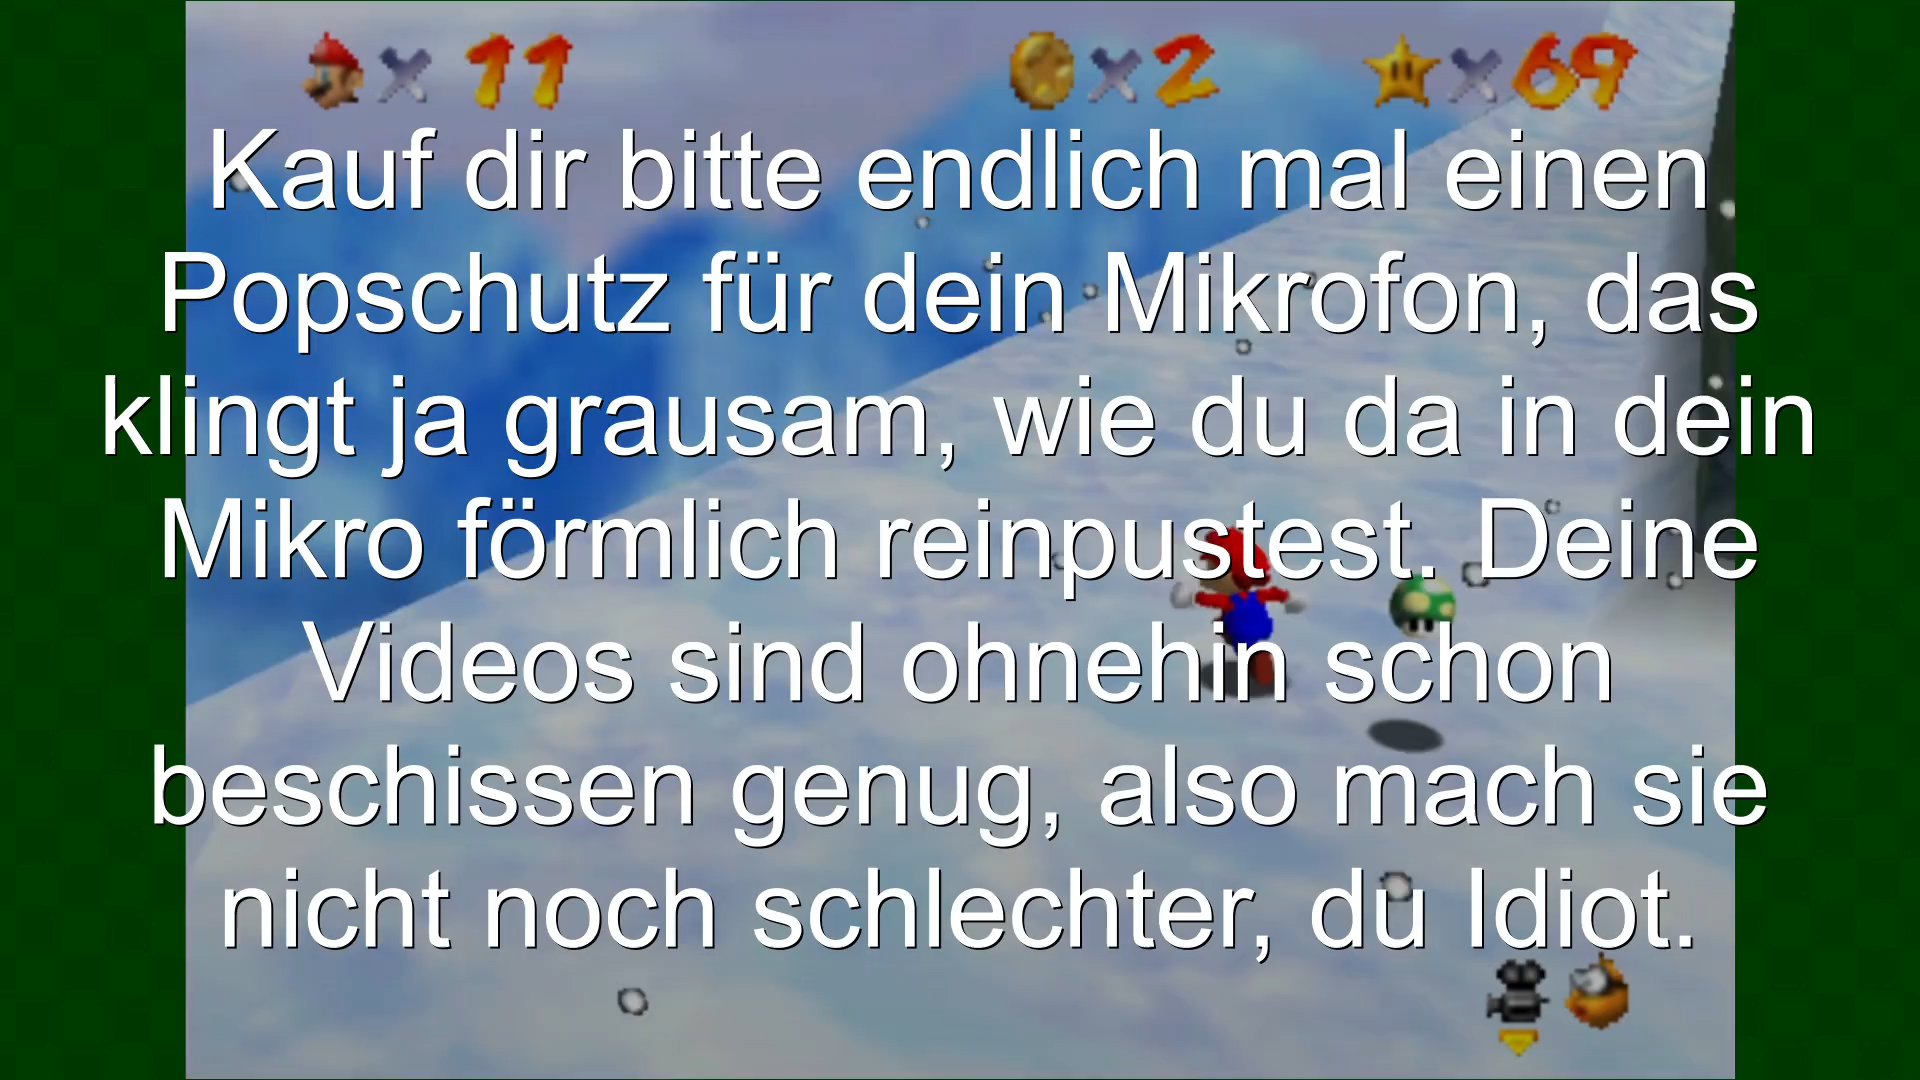 × 11 × 2 × 69
Kauf dir bitte endlich mal einen
Popschutz für dein Mikrofon, das
klingt ja grausam, wie du da in dein
Mikro förmlich reinpustest. Deine
Videos sind ohnehin schon
beschissen genug, also mach sie
nicht noch schlechter, du Idiot.